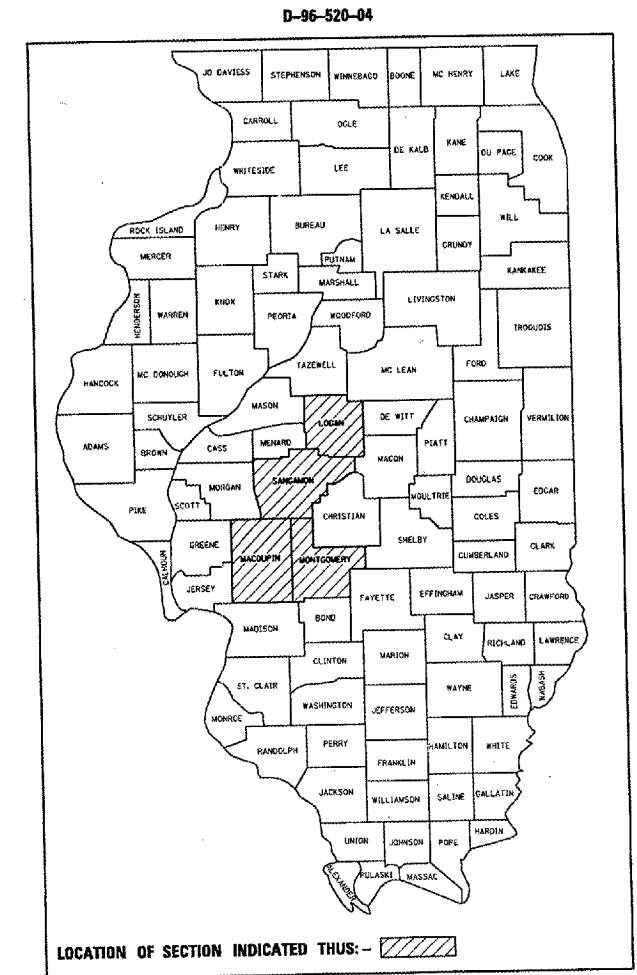 D-96-520-04
JO DAVIESS STEPHENSON WINNEBAGO BOONE MC HENRY LAKE
CARROLL OGLE
DE KALB KANE DU PAGE COOK
WHITESIDE LEE
KENDALL
ROCK ISLAND HENRY BUREAU LA SALLE WILL
GRUNDY
MERCER PUTNAM
STARK MARSHALL KANKAKEE
HENDERSON WARREN KNOX PEORIA WOODFORD LIVINGSTON
IROQUOIS
TAZEWELL MC LEAN FORD
HANCOCK MC DONOUGH FULTON
MASON
SCHUYLER LOGAN DE WITT CHAMPAIGN VERMILION
ADAMS BROWN CASS MENARD PIATT
MACON
MORGAN SANGAMON DOUGLAS
PIKE SCOTT MOULTRIE EDGAR
CHRISTIAN COLES
GREENE SHELBY
CALHOUN MACOUPIN MONTGOMERY CUMBERLAND CLARK
JERSEY
FAYETTE EFFINGHAM JASPER CRAWFORD
MADISON BOND
CLAY RICHLAND LAWRENCE
CLINTON MARION
ST. CLAIR WAYNE EDWARDS WABASH
WASHINGTON
MONROE JEFFERSON
RANDOLPH PERRY HAMILTON WHITE
FRANKLIN
JACKSON WILLIAMSON SALINE GALLATIN
UNION JOHNSON POPE HARDIN
ALEXANDER PULASKI MASSAC
LOCATION OF SECTION INDICATED THUS:-